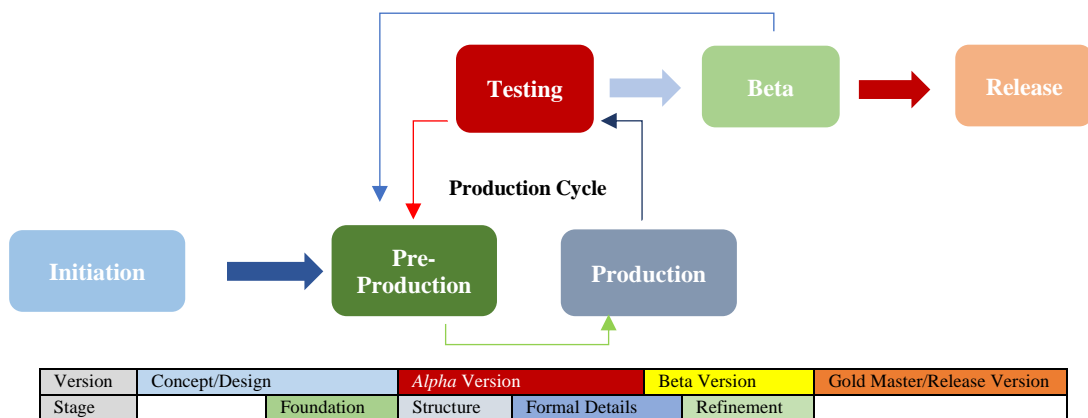 Testing
Beta
Release
Production Cycle
Initiation
Pre-
Production
Production
Version Concept/Design Alpha Version Beta Version Gold Master/Release Version
Stage Foundation Structure Formal Details Refinement